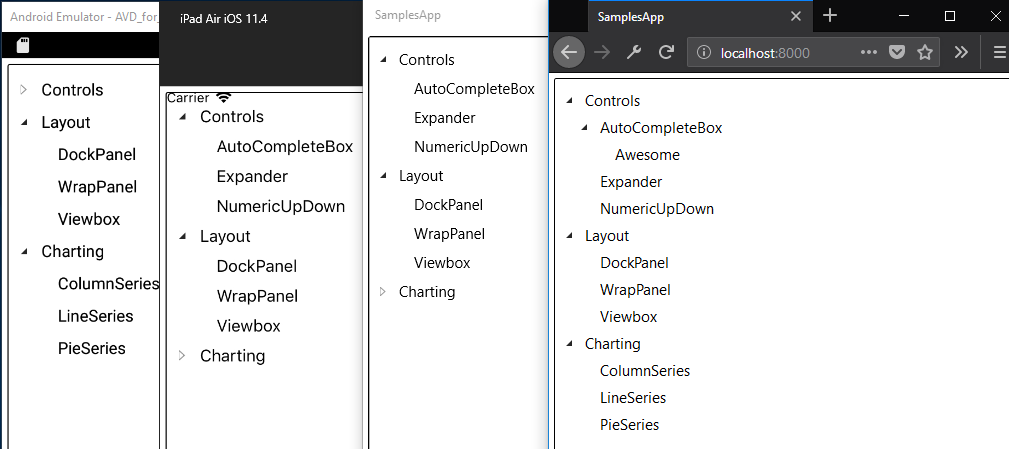 Android Emulator - AVD_for_
Controls
Layout
DockPanel
WrapPanel
Viewbox
Charting
ColumnSeries
LineSeries
PieSeries
iPad Air iOS 11.4
Carrier
Controls
AutoCompleteBox
Expander
NumericUpDown
Layout
DockPanel
WrapPanel
Viewbox
Charting
SamplesApp
Controls
AutoCompleteBox
Expander
NumericUpDown
Layout
DockPanel
WrapPanel
Viewbox
Charting
SamplesApp
localhost:8000
Controls
AutoCompleteBox
Awesome
Expander
NumericUpDown
Layout
DockPanel
WrapPanel
Viewbox
Charting
ColumnSeries
LineSeries
PieSeries